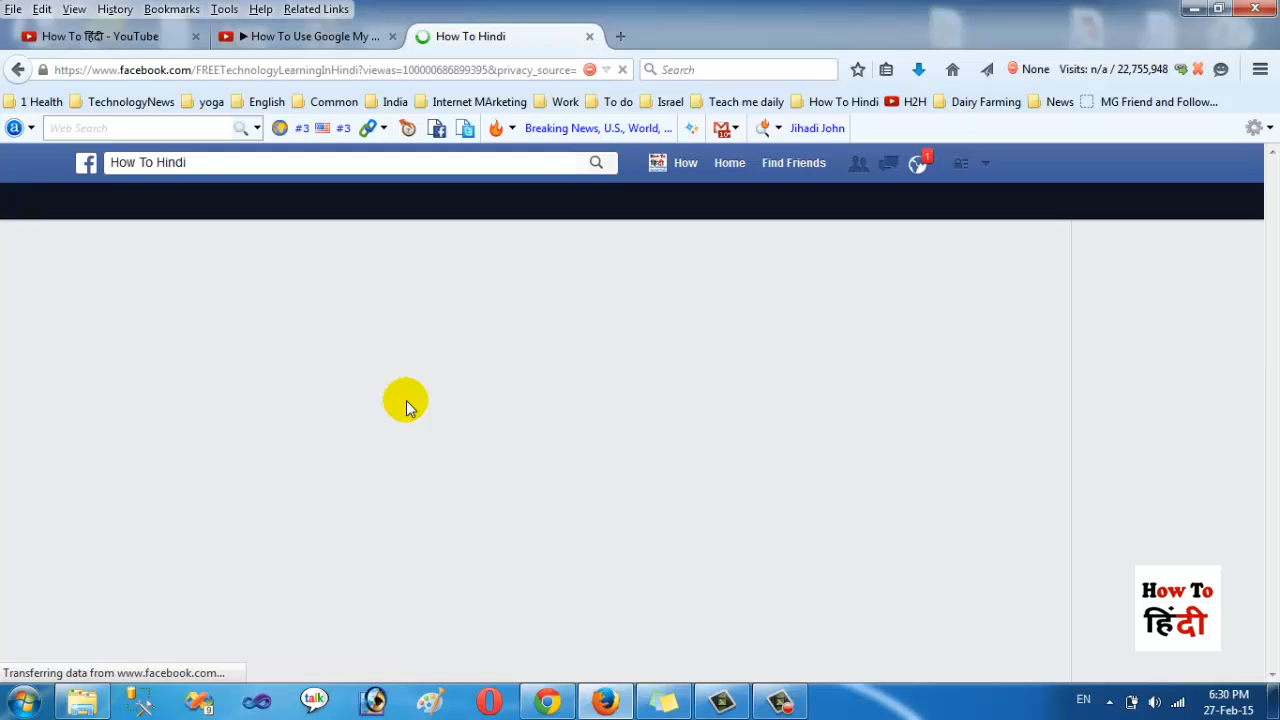 File Edit View History Bookmarks Tools Help Related Links
How To हिंदी - YouTube ▶ How To Use Google My ... How To Hindi
https://www.facebook.com/FREETechnologyLearningInHindi?viewas=100000686899395&privacy_source= Search None Visits: n/a / 22,755,948
1 Health TechnologyNews yoga English Common India Internet MArketing Work To do Israel Teach me daily How To Hindi H2H Dairy Farming News MG Friend and Follow...
a Web Search #3 #3 Breaking News, U.S., World, ... 10+ Jihadi John
How To Hindi How Home Find Friends 1
How To
हिंदी
Transferring data from www.facebook.com...
talk EN 6:30 PM
27-Feb-15